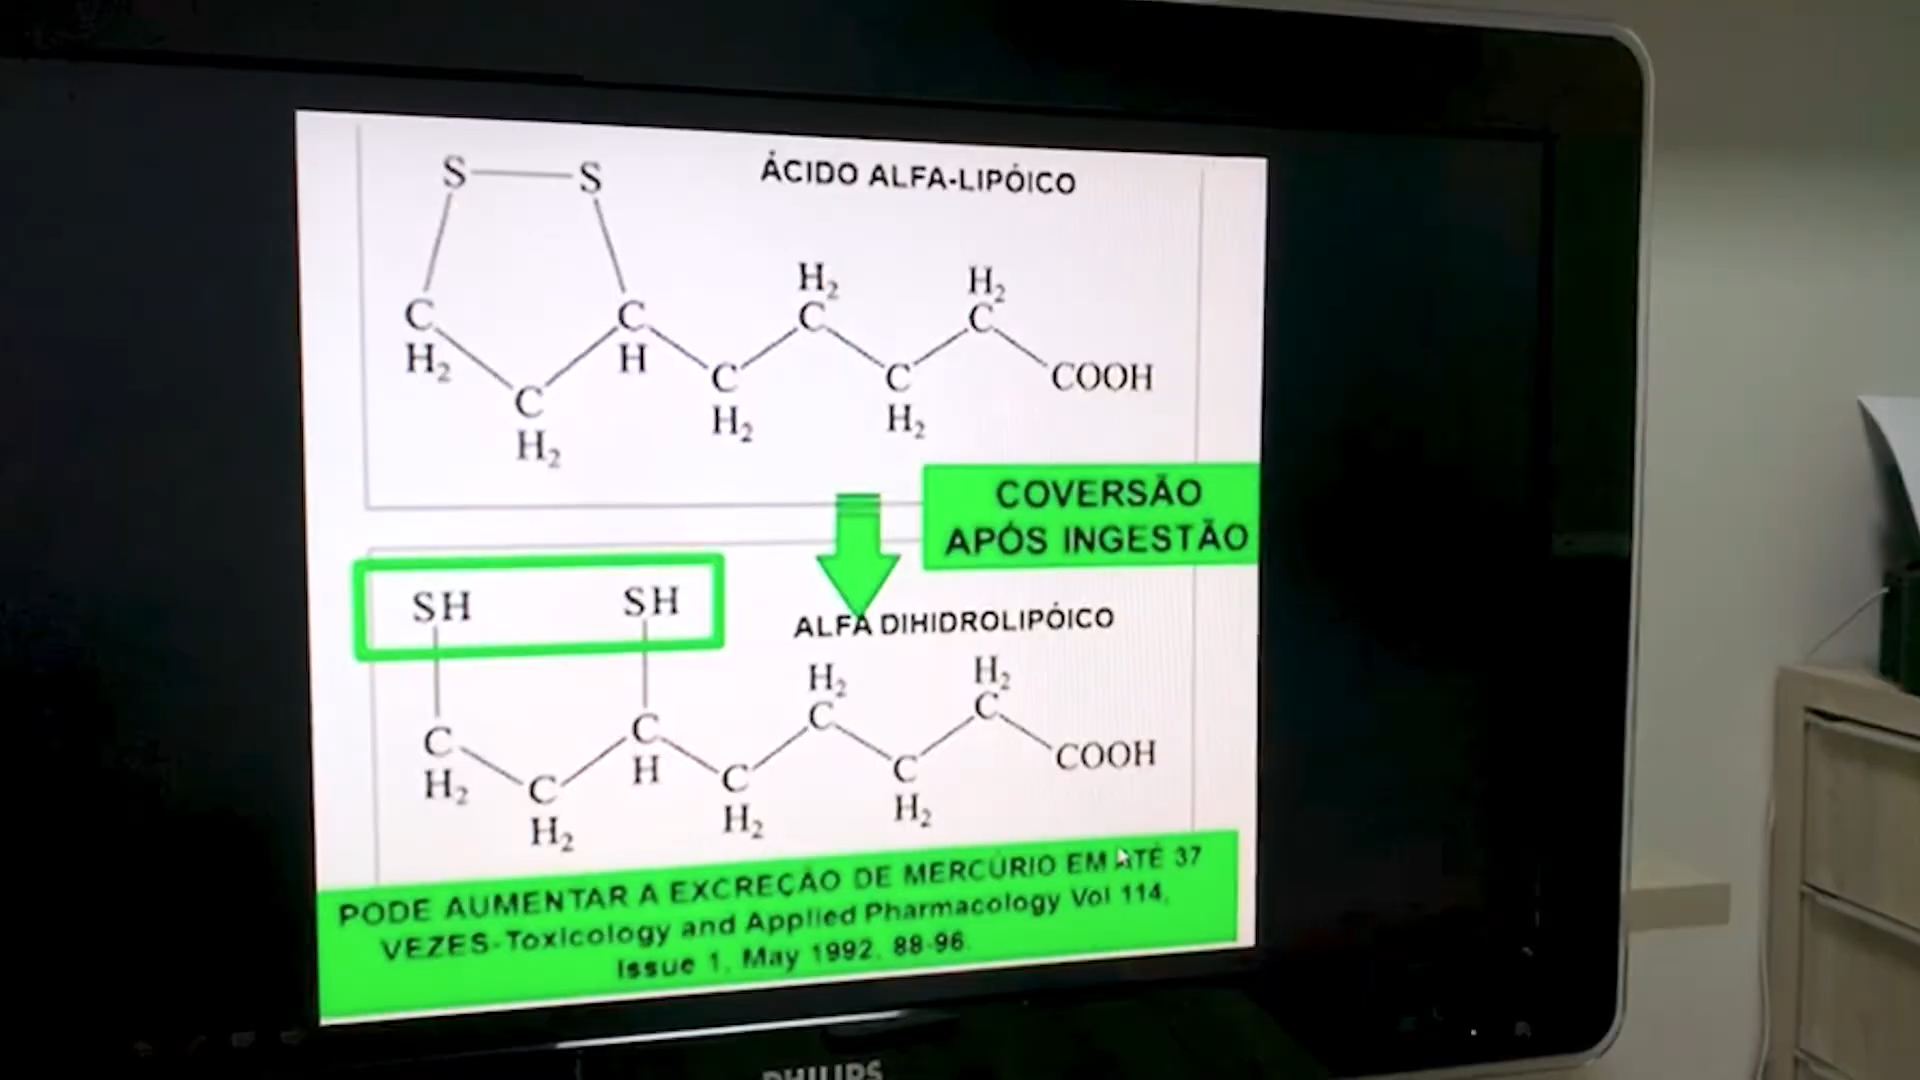 S S
ÁCIDO ALFA-LIPÓICO
H₂ H₂
C C C C
H₂ H C C COOH
C H₂ H₂
H₂
COVERSÃO
APÓS INGESTÃO
SH SH
ALFA DIHIDROLIPÓICO
H₂ H₂
C C C C
H₂ C H C C COOH
H₂ H₂ H₂
PODE AUMENTAR A EXCREÇÃO DE MERCÚRIO EM ATÉ 37
VEZES-Toxicology and Applied Pharmacology Vol 114,
Issue 1, May 1992, 88-96.
PHILIPS